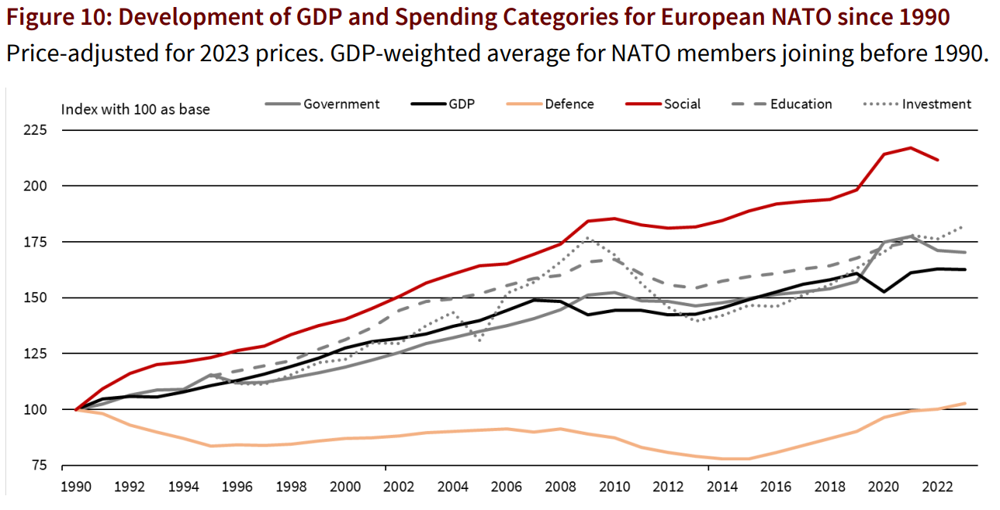 Figure 10: Development of GDP and Spending Categories for European NATO since 1990
Price-adjusted for 2023 prices. GDP-weighted average for NATO members joining before 1990.
Index with 100 as base
Government GDP Defence Social Education Investment
225
200
175
150
125
100
75
1990 1992 1994 1996 1998 2000 2002 2004 2006 2008 2010 2012 2014 2016 2018 2020 2022